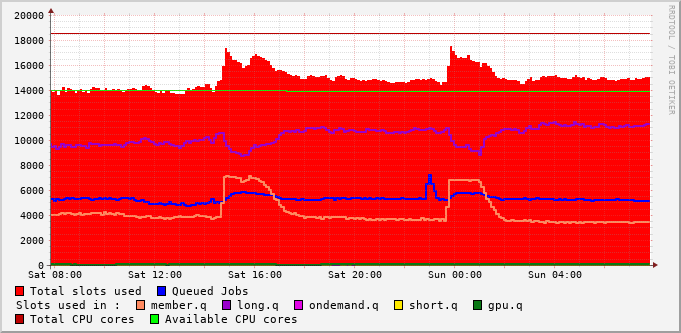 20000
18000
16000
14000
12000
10000
8000
6000
4000
2000
0
Sat 08:00 Sat 12:00 Sat 16:00 Sat 20:00 Sun 00:00 Sun 04:00
RRDTOOL / TOBI OETIKER
Total slots used Queued Jobs
Slots used in : member.q long.q ondemand.q short.q gpu.q
Total CPU cores Available CPU cores